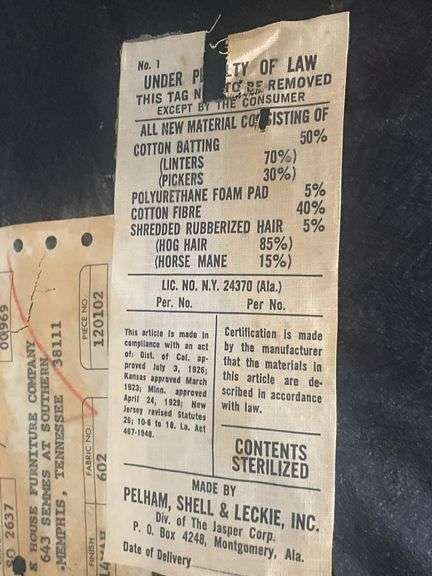 No. 1
UNDER P LTY OF LAW
THIS TAG N TO BE REMOVED
EXCEPT BY THE CONSUMER
ALL NEW MATERIAL CO SISTING OF
COTTON BATTING 50%
(LINTERS 70%)
(PICKERS 30%)
POLYURETHANE FOAM PAD 5%
COTTON FIBRE 40%
SHREDDED RUBBERIZED HAIR 5%
(HOG HAIR 85%)
(HORSE MANE 15%)
LIC. NO. N.Y. 24370 (Ala.)
Per. No. Per No.
This article is made in
compliance with an act
of: Dist. of Col. ap-
proved July 3, 1926;
Kansas approved March
1923; Minn. approved
April 24, 1929; New
Jersey revised Statutes
26; 10-6 to 18. La. Act
467-1948.
Certification is made
by the manufacturer
that the materials in
this article are de-
scribed in accordance
with law.
CONTENTS
STERILIZED
MADE BY
PELHAM, SHELL & LECKIE, INC.
Div. of The Jasper Corp.
P. O. Box 4248, Montgomery, Ala.
Date of Delivery
00969
PIECE NO.
120102
HOUSE FURNITURE COMPANY
643 SEMMES AT SOUTHERN
MEMPHIS, TENNESSEE 38111
FABRIC NO.
602
SO 2637
FINISH